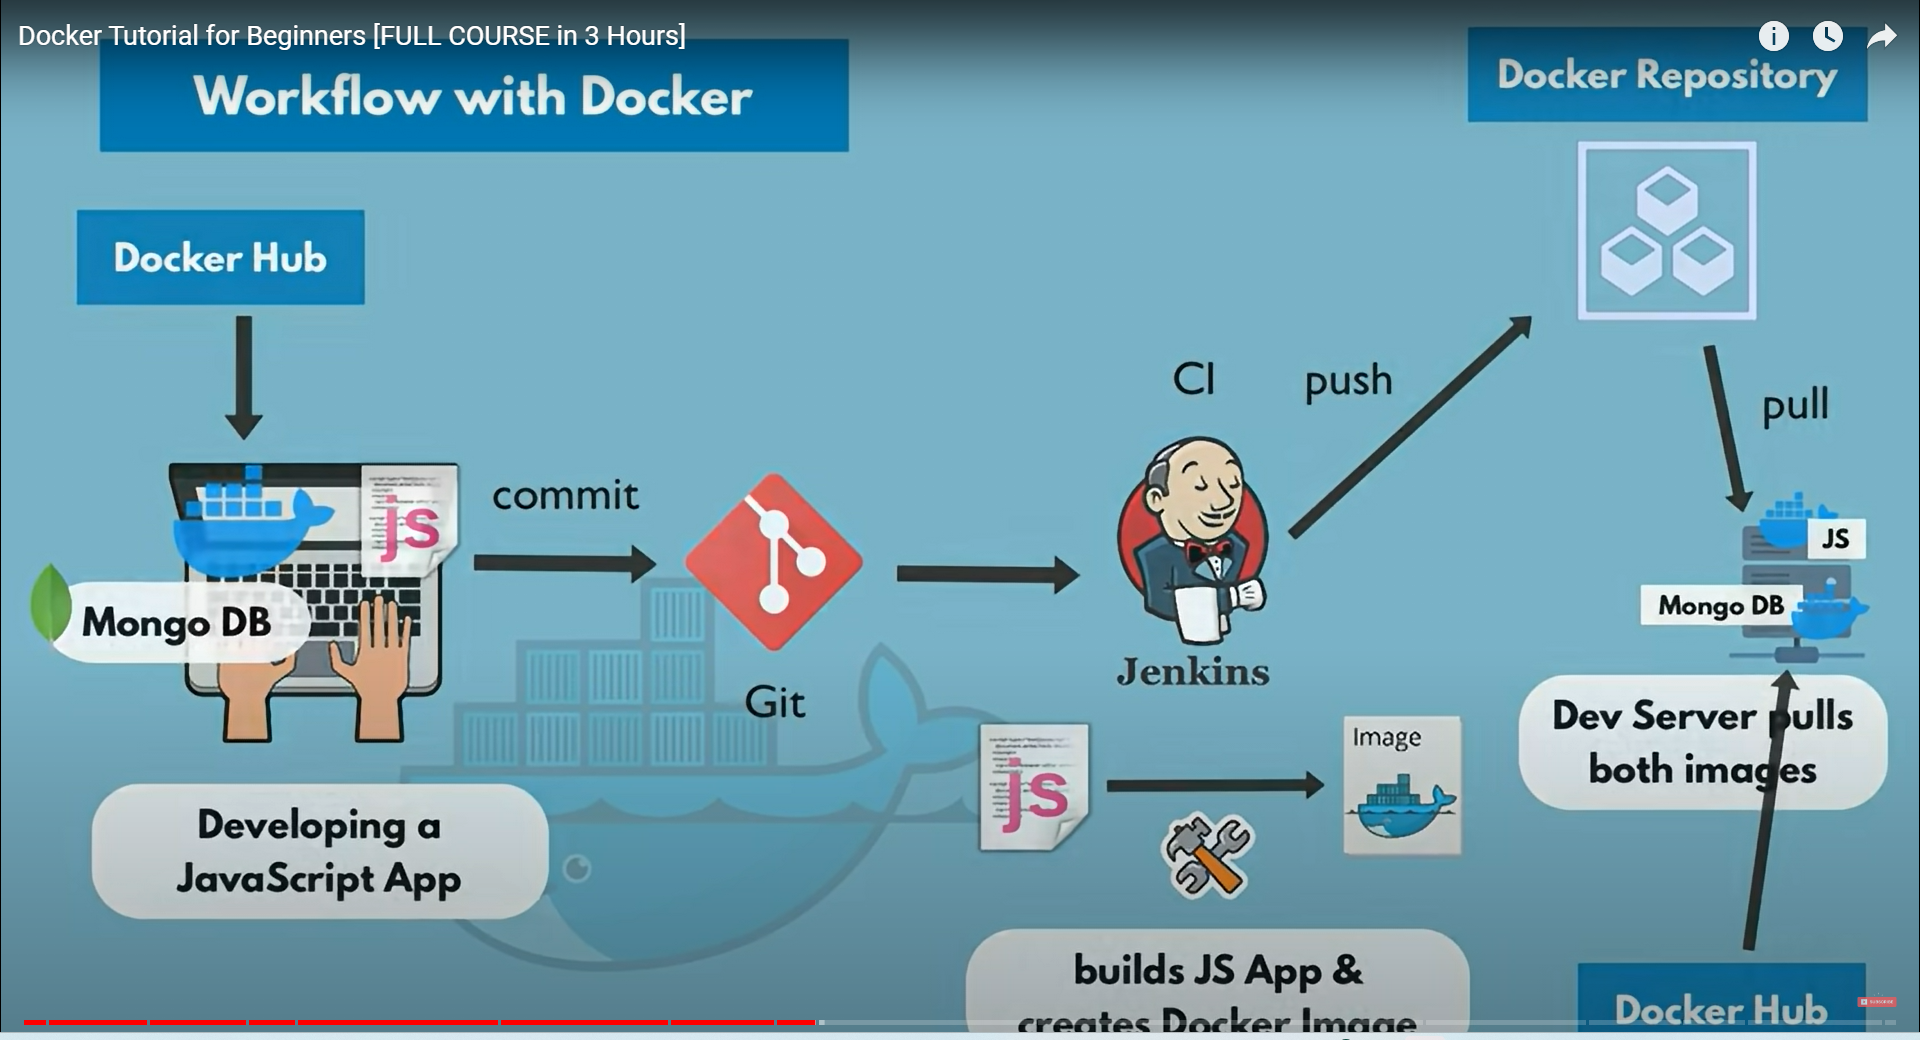 Docker Tutorial for Beginners [FULL COURSE in 3 Hours]
Workflow with Docker
Docker Repository
Docker Hub
CI
push
pull
commit
js
JS
Mongo DB
Mongo DB
Jenkins
Git
Dev Server pulls
both images
js
Image
Developing a
JavaScript App
builds JS App &
creates Docker Image
Docker Hub
SUBSCRIBE